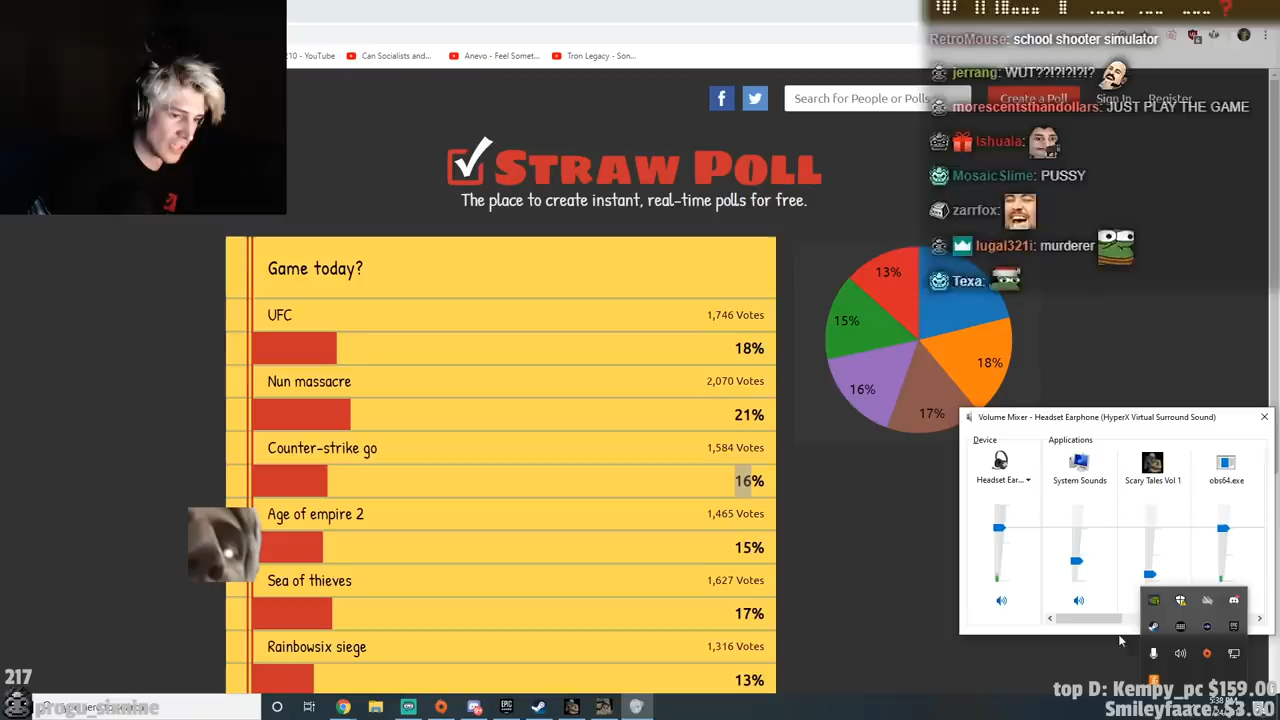 210 - YouTube
Can Socialists and...
Anevo - Feel Somet...
Tron Legacy - Son...
Search for People or Polls
Create a Poll
Sign In
Register
STRAW POLL
The place to create instant, real-time polls for free.
Game today?
UFC
1,746 Votes
18%
Nun massacre
2,070 Votes
21%
Counter-strike go
1,584 Votes
16%
Age of empire 2
1,465 Votes
15%
Sea of thieves
1,627 Votes
17%
Rainbowsix siege
1,316 Votes
13%
13%
15%
18%
16%
17%
RetroMouse: school shooter simulator
jerrang: WUT??!?!?!?!?
morescentsthandollars: JUST PLAY THE GAME
Ishuala:
MosaicSlime: PUSSY
zarrfox:
lugal321i: murderer
Texa:
Volume Mixer - Headset Earphone (HyperX Virtual Surround Sound)
Device
Applications
Headset Ear...
System Sounds
Scary Tales Vol 1
obs64.exe
217
top D: Kempy_pc $159.00
Smileyfaace: $3.00